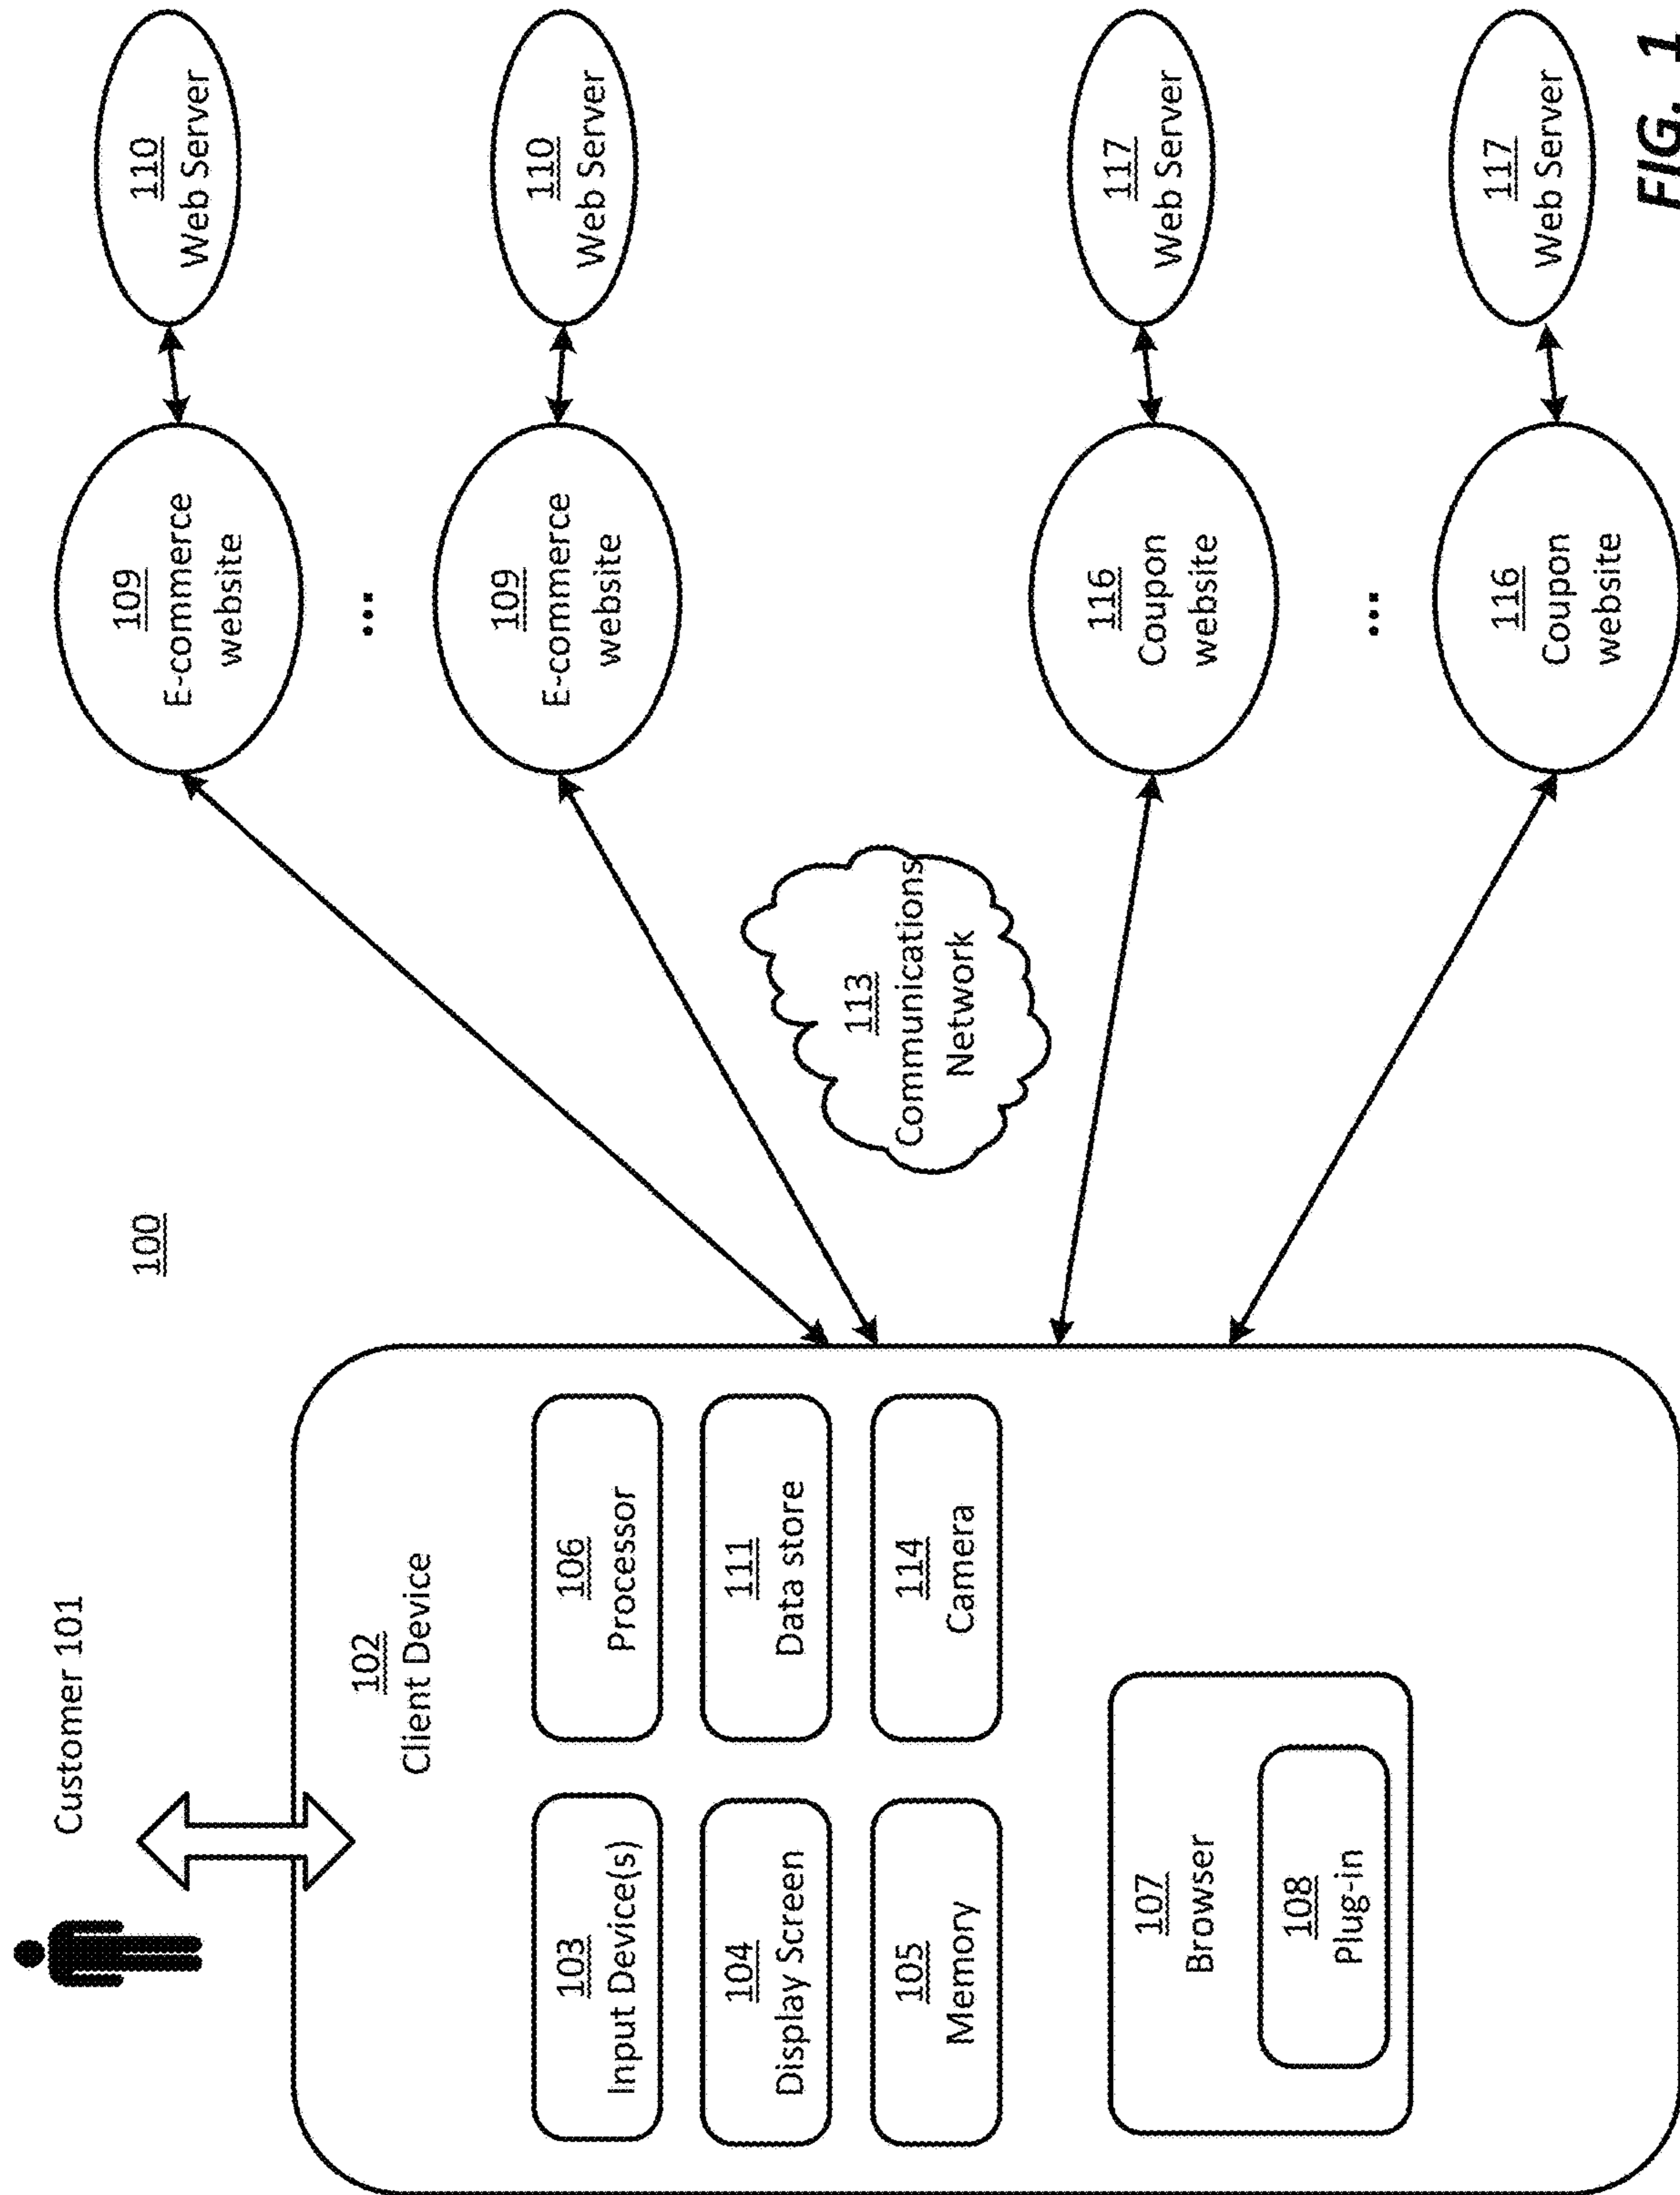 Customer 101
100
102
Client Device
103
Input Device(s)
106
Processor
104
Display Screen
111
Data store
105
Memory
114
Camera
107
Browser
108
Plug-in
113
Communications
Network
109
E-commerce
website
110
Web Server
...
109
E-commerce
website
110
Web Server
116
Coupon
website
117
Web Server
...
116
Coupon
website
117
Web Server
FIG. 1